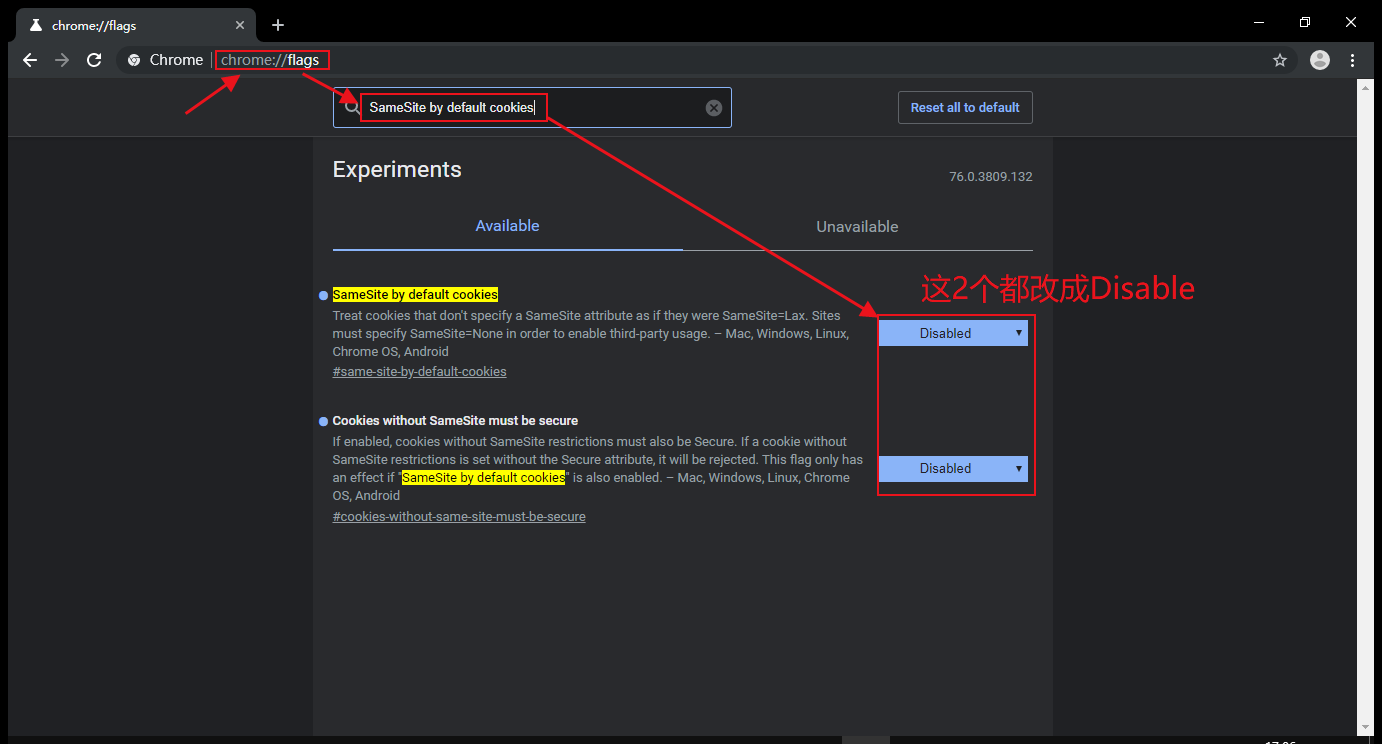 chrome://flags
Chrome
chrome://flags
SameSite by default cookies
Reset all to default
Experiments
76.0.3809.132
Available
Unavailable
这2个都改成Disable
SameSite by default cookies
Treat cookies that don't specify a SameSite attribute as if they were SameSite=Lax. Sites
must specify SameSite=None in order to enable third-party usage. – Mac, Windows, Linux,
Chrome OS, Android
#same-site-by-default-cookies
Disabled
Cookies without SameSite must be secure
If enabled, cookies without SameSite restrictions must also be Secure. If a cookie without
SameSite restrictions is set without the Secure attribute, it will be rejected. This flag only has
an effect if "SameSite by default cookies" is also enabled. – Mac, Windows, Linux, Chrome
OS, Android
#cookies-without-same-site-must-be-secure
Disabled